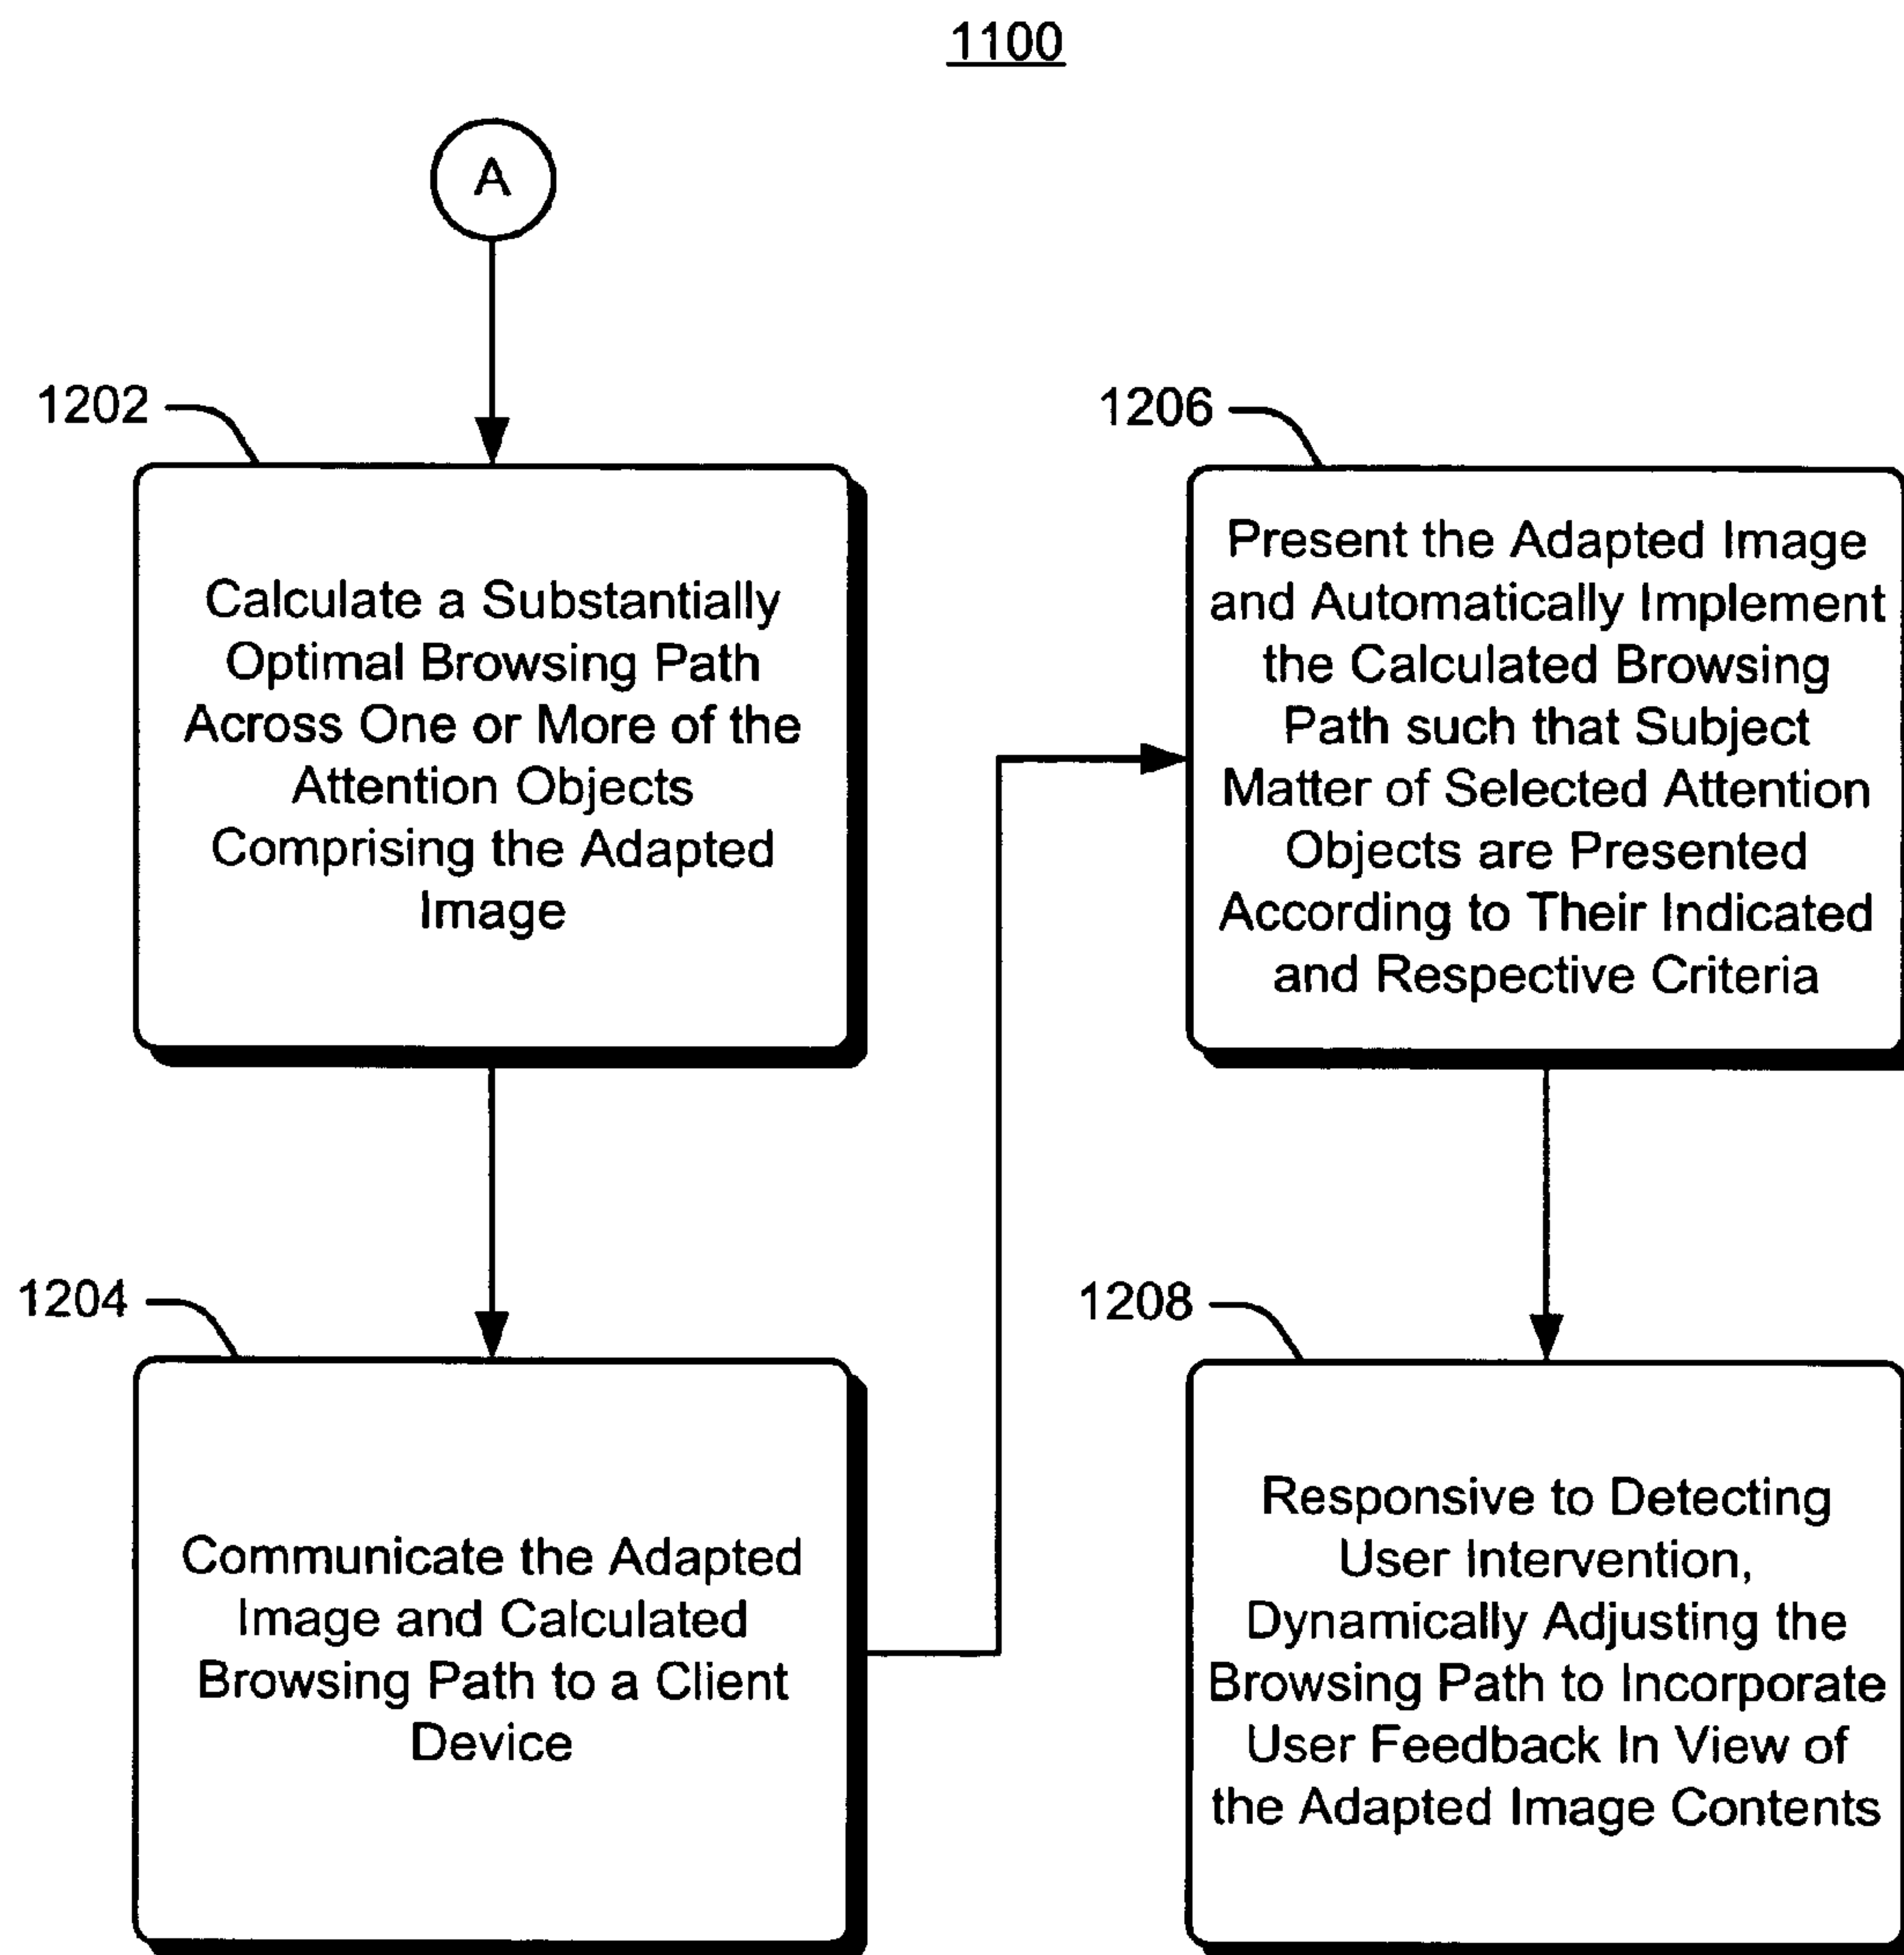 1100
A
1202
Calculate a Substantially
Optimal Browsing Path
Across One or More of the
Attention Objects
Comprising the Adapted
Image
1204
Communicate the Adapted
Image and Calculated
Browsing Path to a Client
Device
1206
Present the Adapted Image
and Automatically Implement
the Calculated Browsing
Path such that Subject
Matter of Selected Attention
Objects are Presented
According to Their Indicated
and Respective Criteria
1208
Responsive to Detecting
User Intervention,
Dynamically Adjusting the
Browsing Path to Incorporate
User Feedback In View of
the Adapted Image Contents